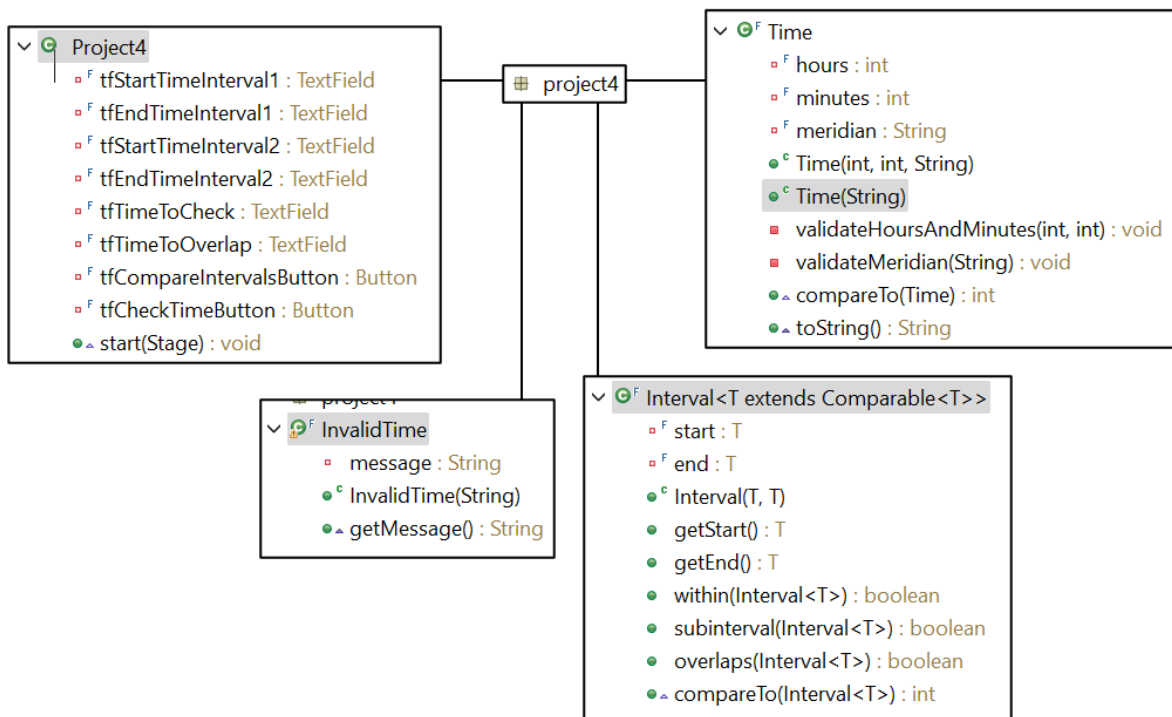 Project4
tfStartTimeInterval1 : TextField
tfEndTimeInterval1 : TextField
tfStartTimeInterval2 : TextField
tfEndTimeInterval2 : TextField
tfTimeToCheck : TextField
tfTimeToOverlap : TextField
tfCompareIntervalsButton : Button
tfCheckTimeButton : Button
start(Stage) : void
project4
Time
hours : int
minutes : int
meridian : String
Time(int, int, String)
Time(String)
validateHoursAndMinutes(int, int) : void
validateMeridian(String) : void
compareTo(Time) : int
toString() : String
InvalidTime
message : String
InvalidTime(String)
getMessage() : String
Interval<T extends Comparable<T>>
start : T
end : T
Interval(T, T)
getStart() : T
getEnd() : T
within(Interval<T>) : boolean
subinterval(Interval<T>) : boolean
overlaps(Interval<T>) : boolean
compareTo(Interval<T>) : int